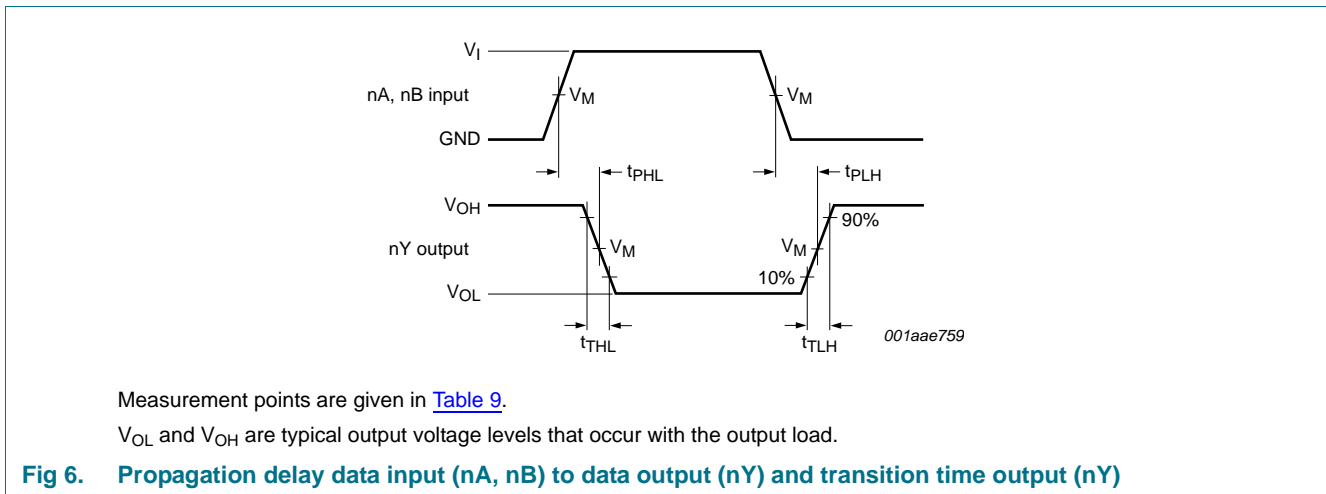 V_I
nA, nB input
V_M
V_M
GND
t_PHL
t_PLH
V_OH
90%
nY output
V_M
V_M
10%
V_OL
t_THL
t_TLH
001aae759
Measurement points are given in Table 9.
V_OL and V_OH are typical output voltage levels that occur with the output load.
Fig 6. Propagation delay data input (nA, nB) to data output (nY) and transition time output (nY)